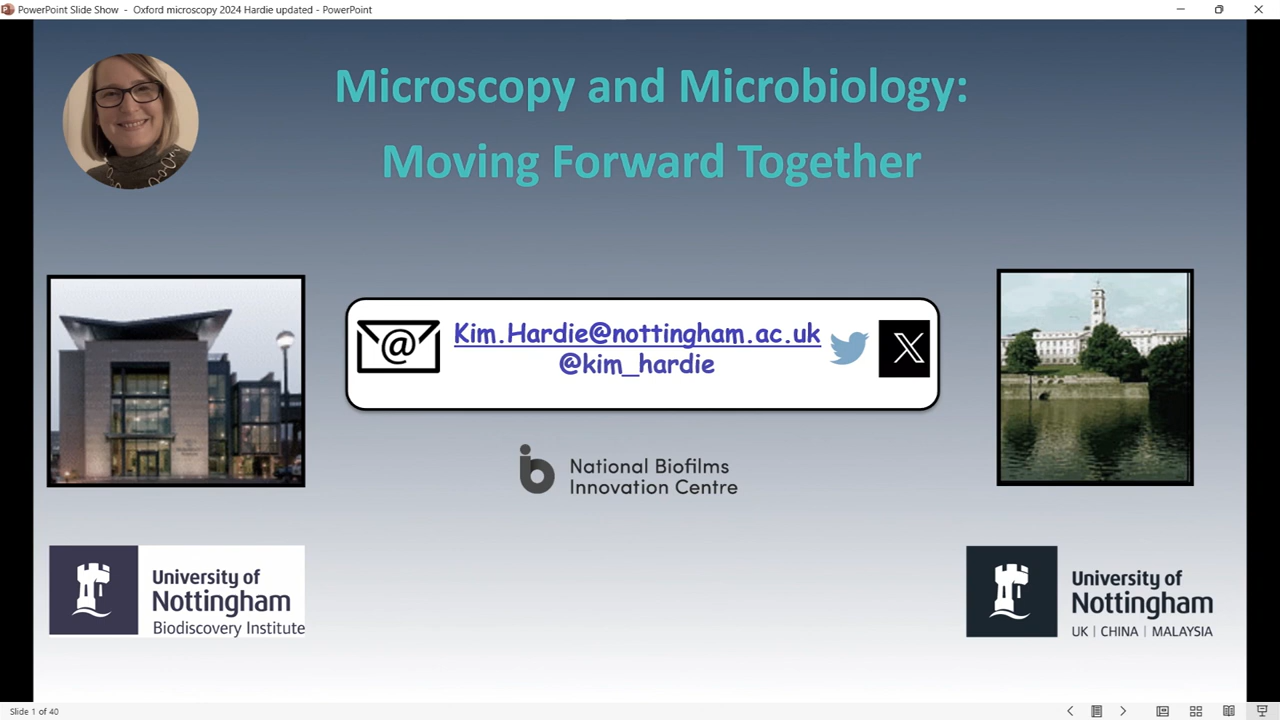 PowerPoint Slide Show - Oxford microscopy 2024 Hardie updated - PowerPoint
Microscopy and Microbiology:
Moving Forward Together
@ Kim.Hardie@nottingham.ac.uk
@kim_hardie
National Biofilms
Innovation Centre
University of
Nottingham
Biodiscovery Institute
University of
Nottingham
UK | CHINA | MALAYSIA
Slide 1 of 40